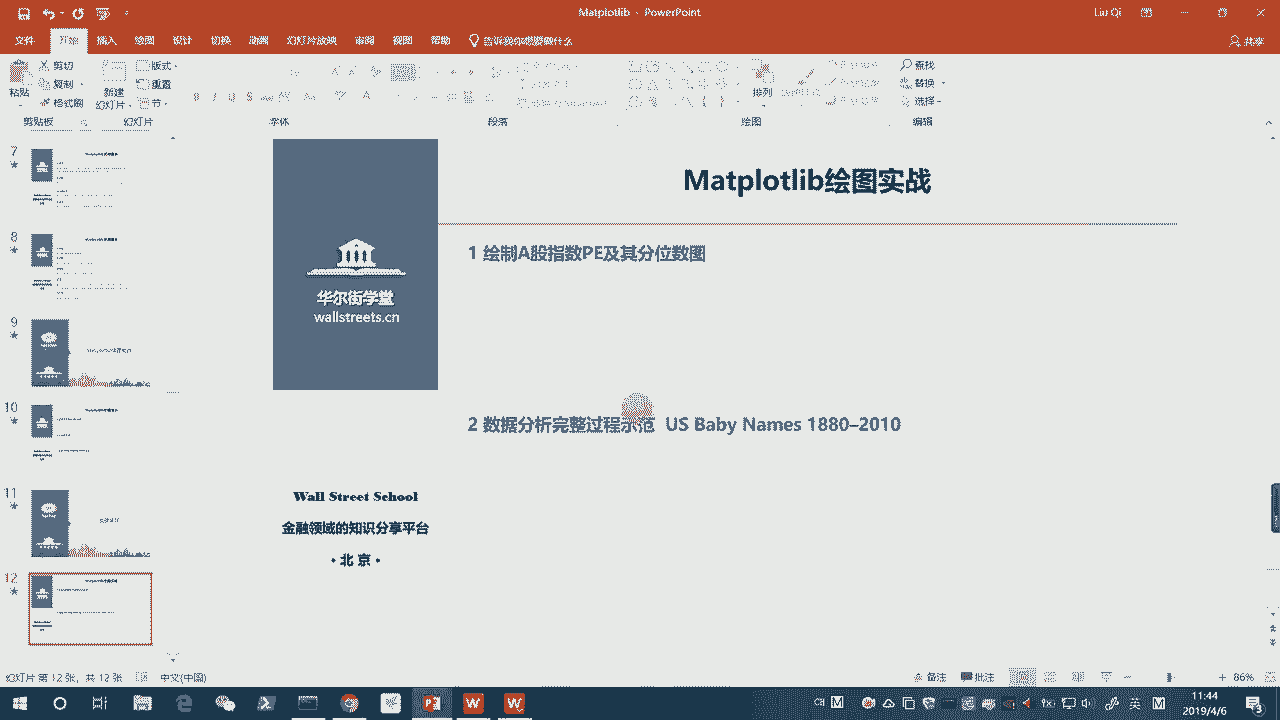 Matplotlib - PowerPoint
Liu Qi
文件 开始 插入 绘图 设计 切换 动画 幻灯片放映 审阅 视图 帮助 告诉我你想要做什么
共享
粘贴
剪切
复制
格式刷
新建
幻灯片
版式
重置
节
排列
查找
替换
选择
剪贴板 幻灯片 字体 段落 绘图 编辑
7
8
9
10
11
12
华尔街学堂
wallstreets.cn
Matplotlib绘图实战
1 绘制A股指数PE及其分位数图
2 数据分析完整过程示范 US Baby Names 1880–2010
Wall Street School
金融领域的知识分享平台
• 北 京 •
幻灯片 第 12 张，共 12 张
中文(中国)
备注
批注
86%
11:44
2019/4/6